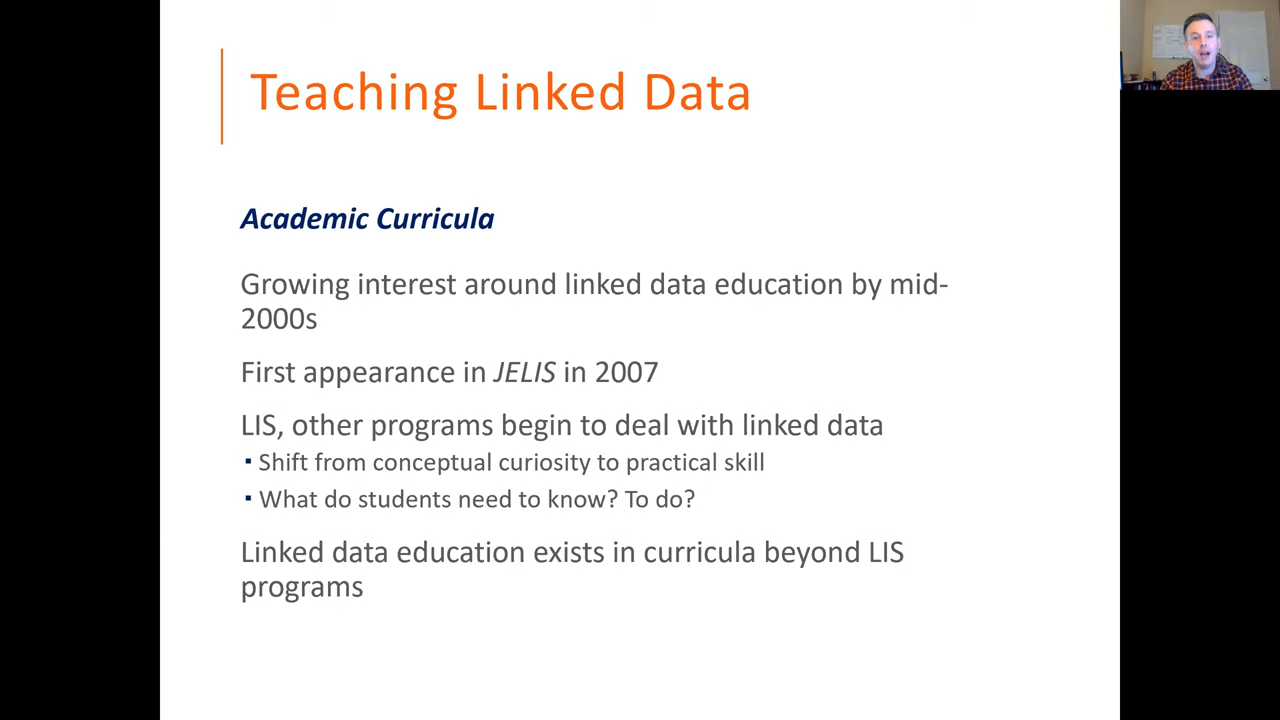 Teaching Linked Data
Academic Curricula
Growing interest around linked data education by mid-
2000s
First appearance in JELIS in 2007
LIS, other programs begin to deal with linked data
▪ Shift from conceptual curiosity to practical skill
▪ What do students need to know? To do?
Linked data education exists in curricula beyond LIS
programs